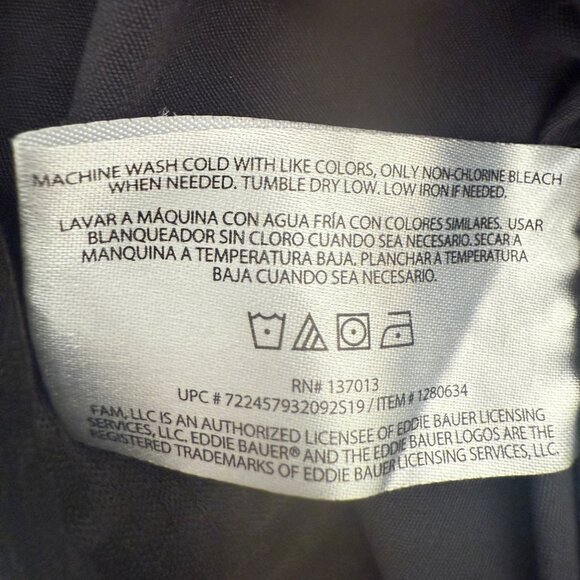 MACHINE WASH COLD WITH LIKE COLORS, ONLY NON-CHLORINE BLEACH
WHEN NEEDED. TUMBLE DRY LOW. LOW IRON IF NEEDED.
LAVAR A MÁQUINA CON AGUA FRÍA CON COLORES SIMILARES. USAR
BLANQUEADOR SIN CLORO CUANDO SEA NECESARIO. SECAR A
MANQUINA A TEMPERATURA BAJA. PLANCHAR A TEMPERATURA
BAJA CUANDO SEA NECESARIO.
RN# 137013
UPC # 722457932092S19 / ITEM # 1280634
FAM, LLC IS AN AUTHORIZED LICENSEE OF EDDIE BAUER LICENSING
SERVICES, LLC. EDDIE BAUER® AND THE EDDIE BAUER LOGOS ARE THE
REGISTERED TRADEMARKS OF EDDIE BAUER LICENSING SERVICES, LLC.